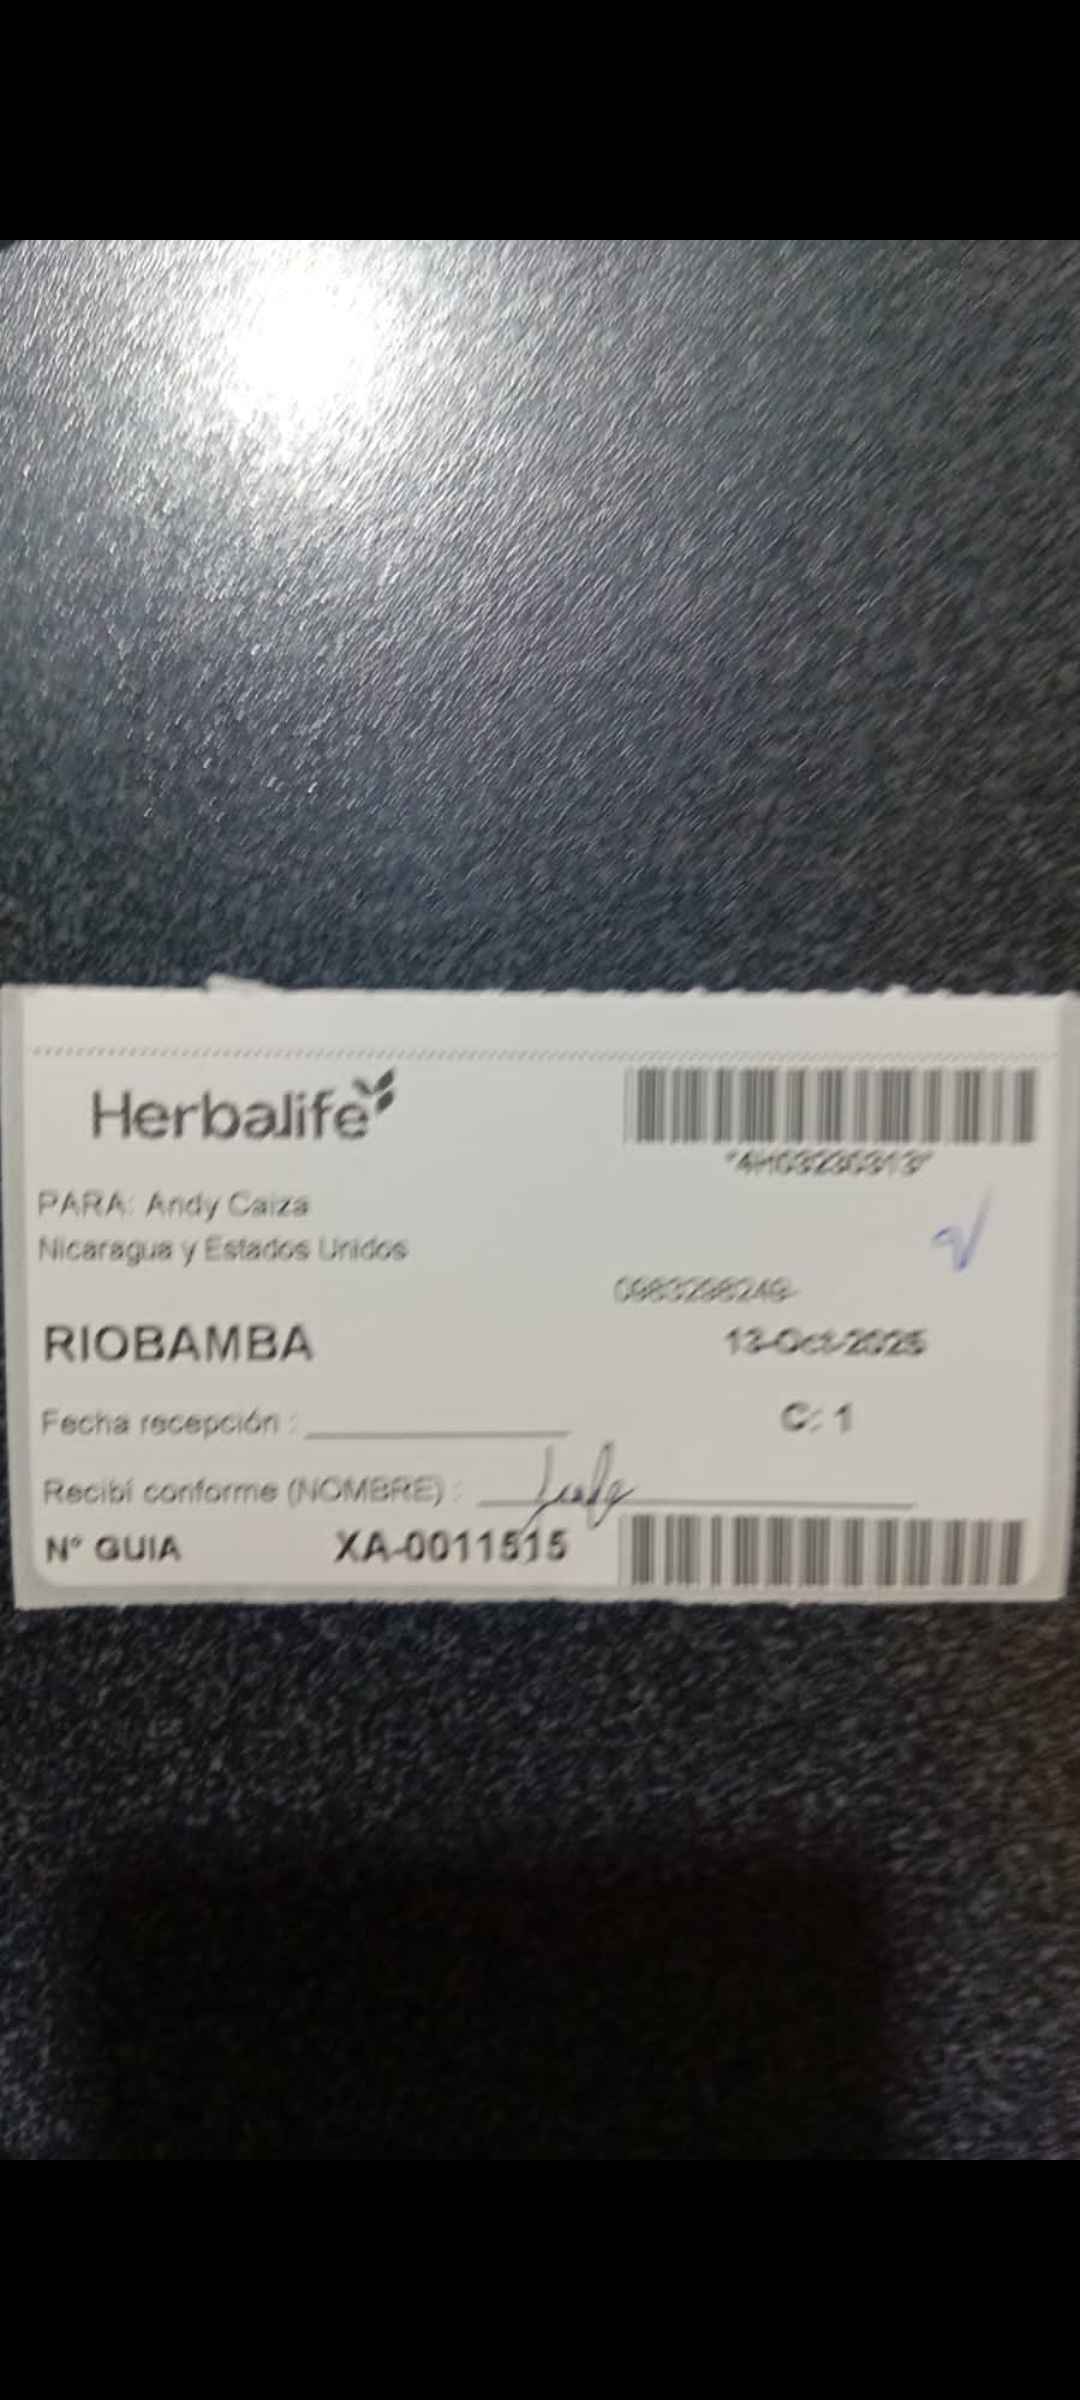 Herbalife
PARA: Andy Caiza
Nicaragua y Estados Unidos
RIOBAMBA
13-Oct-2025
Fecha recepción :
C: 1
Recibí conforme (NOMBRE) :
N° GUIA XA-0011515